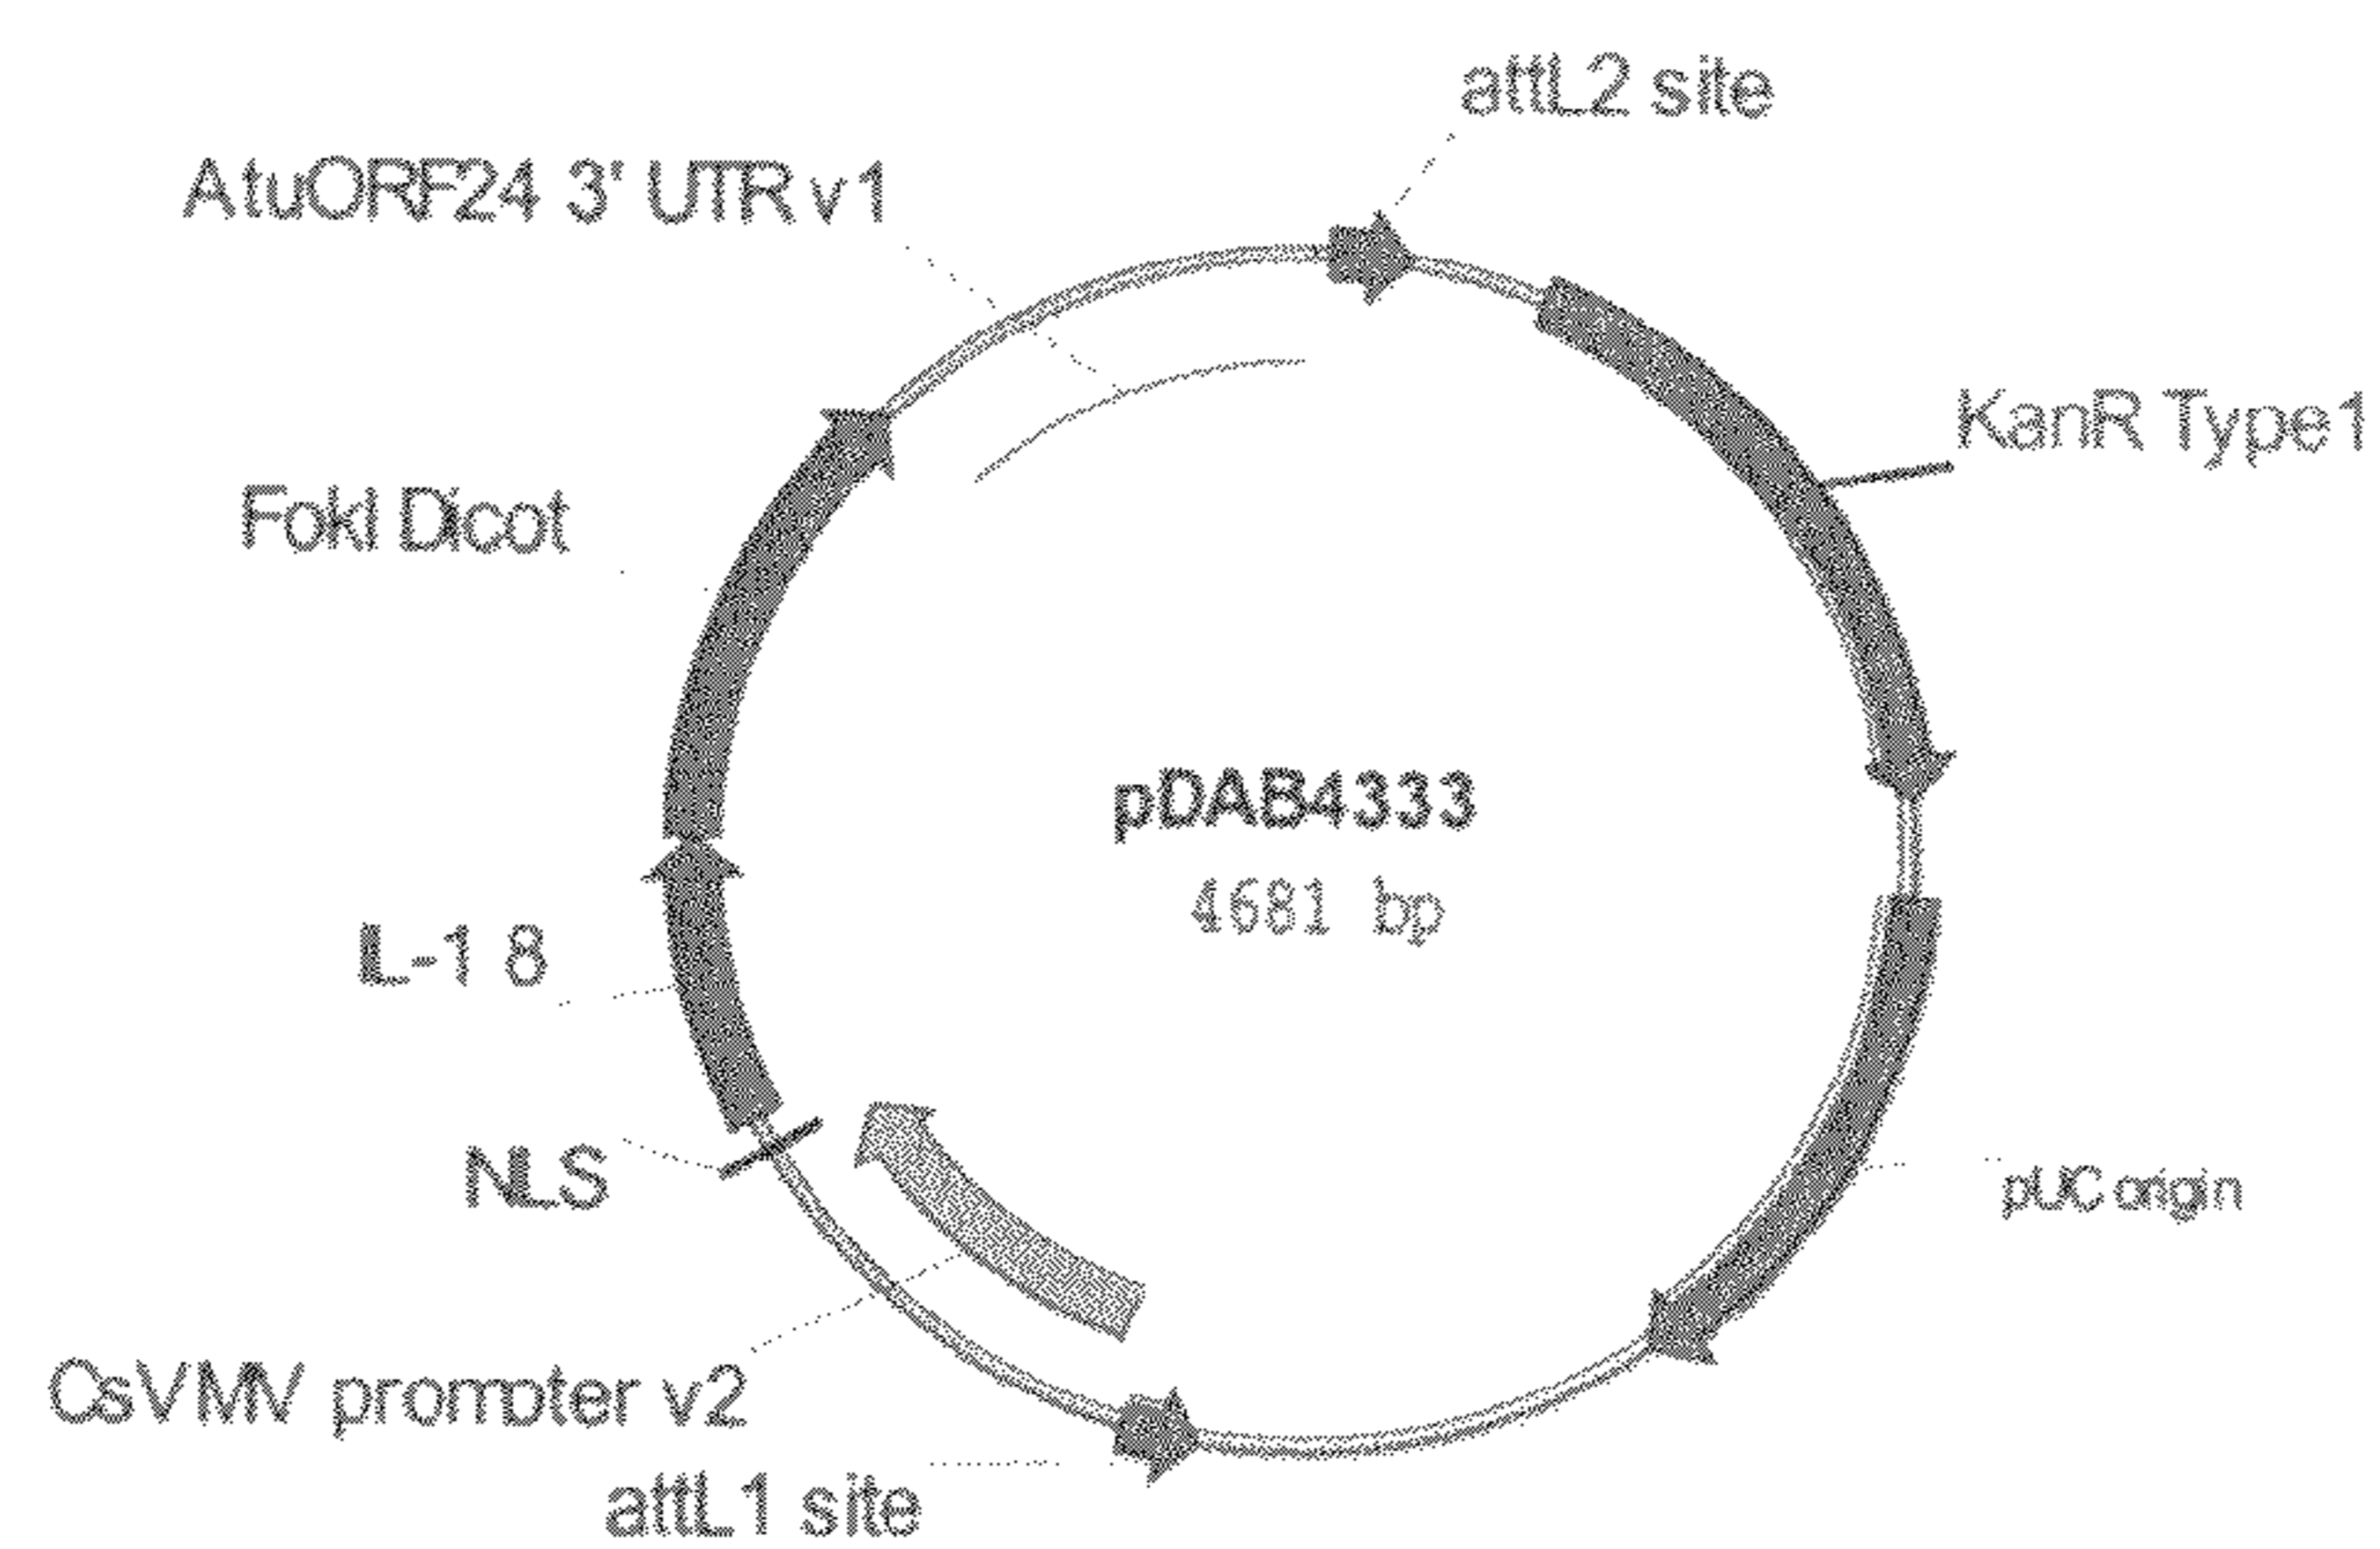 attL2 site
AtuORF24 3' UTR v1
KanR Type1
FokI Dicot
pDAB4333
4681 bp
IL-1 8
NLS
pUC origin
CsVMV promoter v2
attL1 site